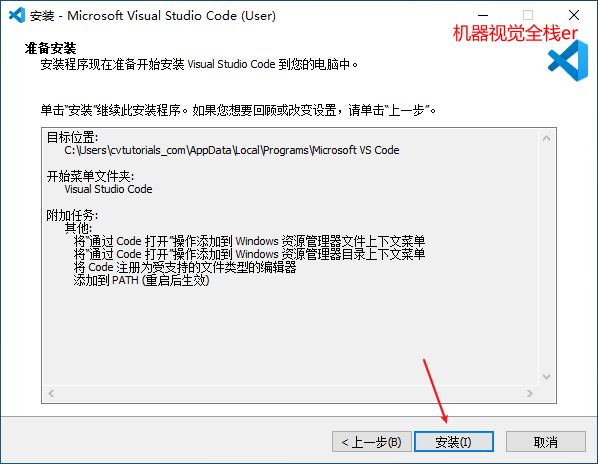 安装 - Microsoft Visual Studio Code (User)
机器视觉全栈er
准备安装
安装程序现在准备开始安装 Visual Studio Code 到您的电脑中。
单击“安装”继续此安装程序。如果您想要回顾或改变设置，请单击“上一步”。
目标位置:
C:\Users\cvtutorials_com\AppData\Local\Programs\Microsoft VS Code
开始菜单文件夹:
Visual Studio Code
附加任务:
其他:
将“通过 Code 打开”操作添加到 Windows 资源管理器文件上下文菜单
将“通过 Code 打开”操作添加到 Windows 资源管理器目录上下文菜单
将 Code 注册为受支持的文件类型的编辑器
添加到 PATH (重启后生效)
< 上一步(B) 安装(I) 取消